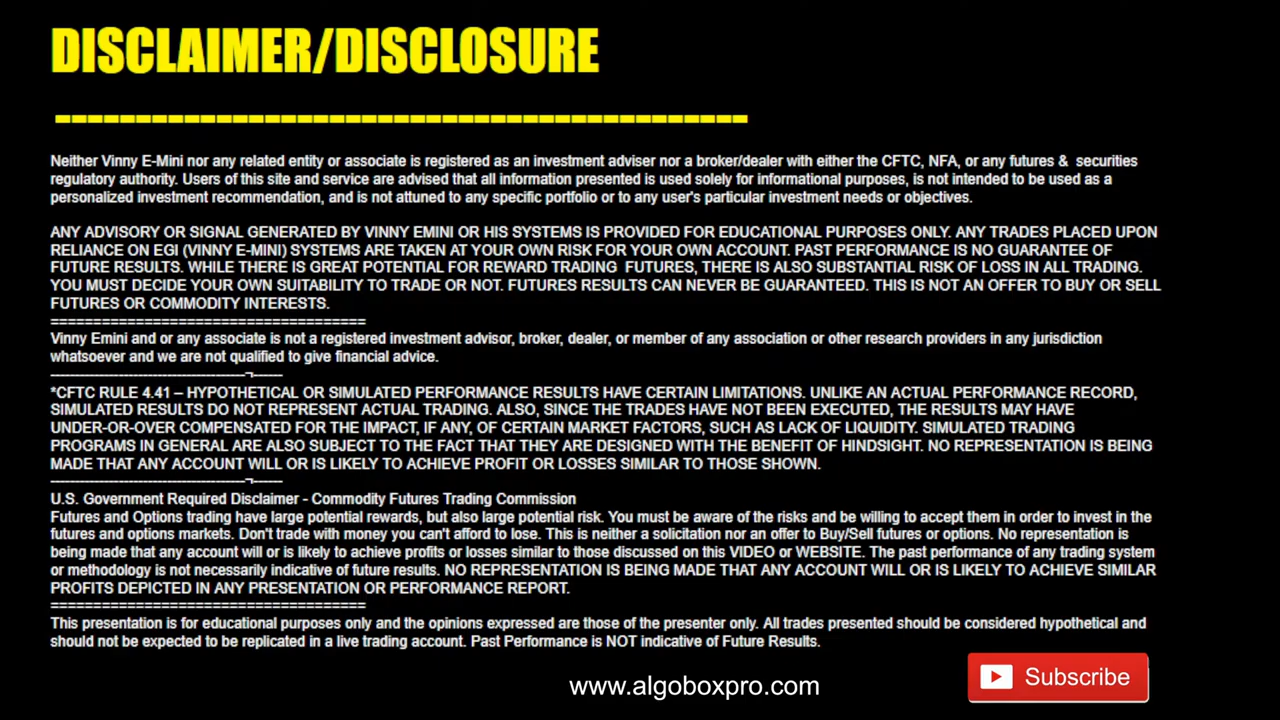 DISCLAIMER/DISCLOSURE
--------------------------------------------
Neither Vinny E-Mini nor any related entity or associate is registered as an investment adviser nor a broker/dealer with either the CFTC, NFA, or any futures & securities
regulatory authority. Users of this site and service are advised that all information presented is used solely for informational purposes, is not intended to be used as a
personalized investment recommendation, and is not attuned to any specific portfolio or to any user's particular investment needs or objectives.
ANY ADVISORY OR SIGNAL GENERATED BY VINNY EMINI OR HIS SYSTEMS IS PROVIDED FOR EDUCATIONAL PURPOSES ONLY. ANY TRADES PLACED UPON
RELIANCE ON EGI (VINNY E-MINI) SYSTEMS ARE TAKEN AT YOUR OWN RISK FOR YOUR OWN ACCOUNT. PAST PERFORMANCE IS NO GUARANTEE OF
FUTURE RESULTS. WHILE THERE IS GREAT POTENTIAL FOR REWARD TRADING FUTURES, THERE IS ALSO SUBSTANTIAL RISK OF LOSS IN ALL TRADING.
YOU MUST DECIDE YOUR OWN SUITABILITY TO TRADE OR NOT. FUTURES RESULTS CAN NEVER BE GUARANTEED. THIS IS NOT AN OFFER TO BUY OR SELL
FUTURES OR COMMODITY INTERESTS.
=====================================
Vinny Emini and or any associate is not a registered investment advisor, broker, dealer, or member of any association or other research providers in any jurisdiction
whatsoever and we are not qualified to give financial advice.
-----------------------------------------------¬------
*CFTC RULE 4.41 – HYPOTHETICAL OR SIMULATED PERFORMANCE RESULTS HAVE CERTAIN LIMITATIONS. UNLIKE AN ACTUAL PERFORMANCE RECORD,
SIMULATED RESULTS DO NOT REPRESENT ACTUAL TRADING. ALSO, SINCE THE TRADES HAVE NOT BEEN EXECUTED, THE RESULTS MAY HAVE
UNDER-OR-OVER COMPENSATED FOR THE IMPACT, IF ANY, OF CERTAIN MARKET FACTORS, SUCH AS LACK OF LIQUIDITY. SIMULATED TRADING
PROGRAMS IN GENERAL ARE ALSO SUBJECT TO THE FACT THAT THEY ARE DESIGNED WITH THE BENEFIT OF HINDSIGHT. NO REPRESENTATION IS BEING
MADE THAT ANY ACCOUNT WILL OR IS LIKELY TO ACHIEVE PROFIT OR LOSSES SIMILAR TO THOSE SHOWN.
-----------------------------------------------¬------
U.S. Government Required Disclaimer - Commodity Futures Trading Commission
Futures and Options trading have large potential rewards, but also large potential risk. You must be aware of the risks and be willing to accept them in order to invest in the
futures and options markets. Don't trade with money you can't afford to lose. This is neither a solicitation nor an offer to Buy/Sell futures or options. No representation is
being made that any account will or is likely to achieve profits or losses similar to those discussed on this VIDEO or WEBSITE. The past performance of any trading system
or methodology is not necessarily indicative of future results. NO REPRESENTATION IS BEING MADE THAT ANY ACCOUNT WILL OR IS LIKELY TO ACHIEVE SIMILAR
PROFITS DEPICTED IN ANY PRESENTATION OR PERFORMANCE REPORT.
=====================================
This presentation is for educational purposes only and the opinions expressed are those of the presenter only. All trades presented should be considered hypothetical and
should not be expected to be replicated in a live trading account. Past Performance is NOT indicative of Future Results.
www.algoboxpro.com
Subscribe